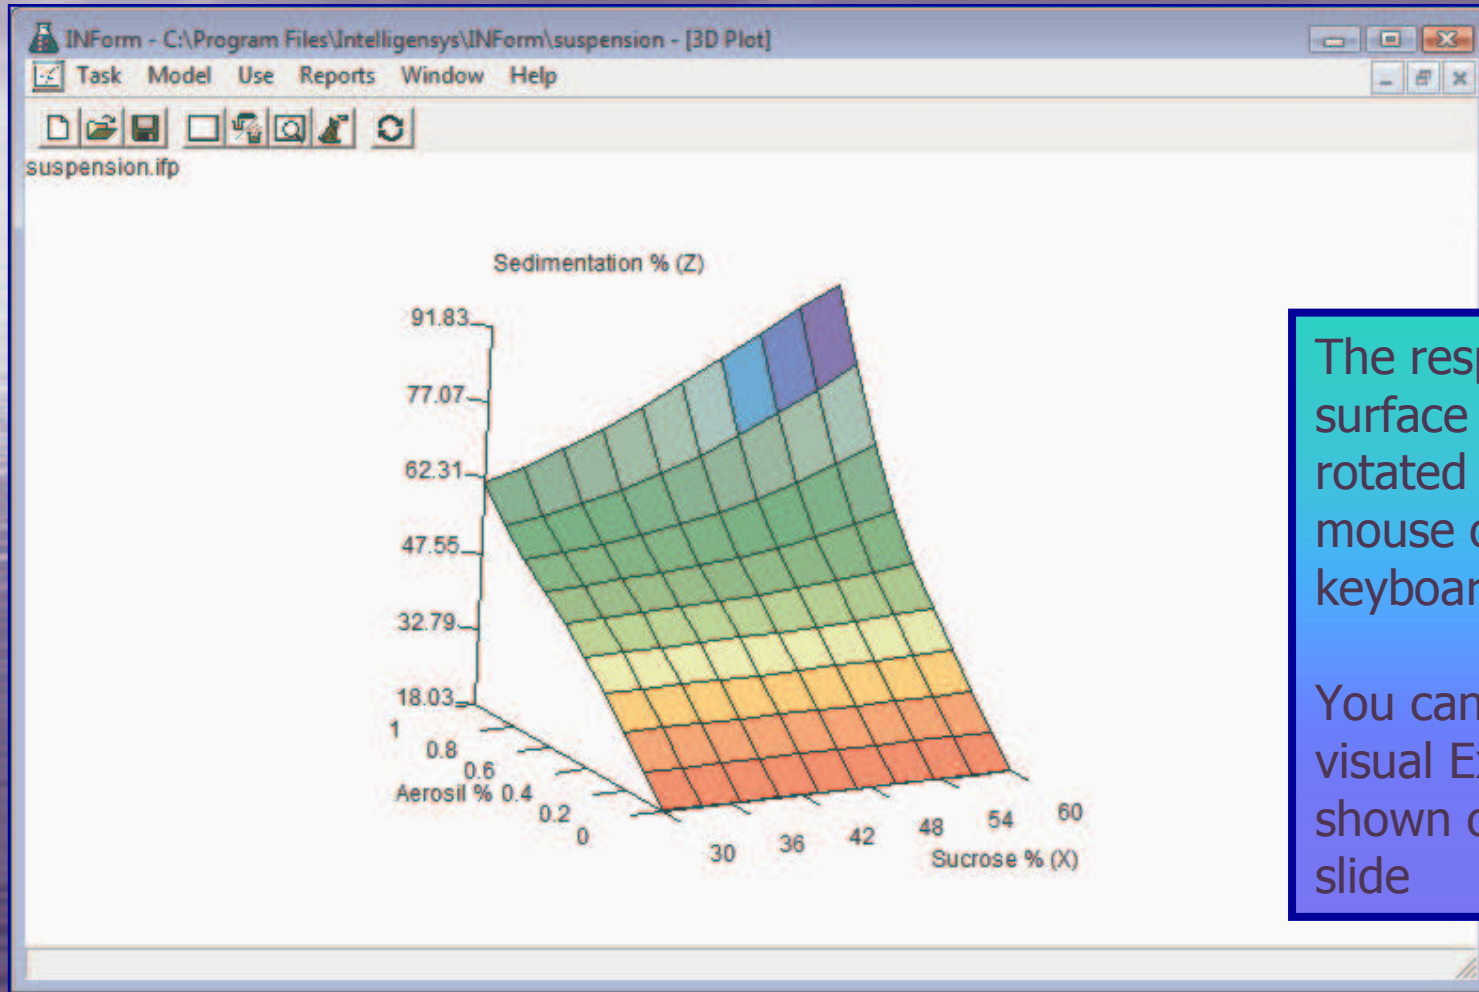 INForm - C:\Program Files\Intelligensys\INForm\suspension - [3D Plot]
Task Model Use Reports Window Help
suspension.ifp
Sedimentation % (Z)
91.83
77.07
62.31
47.55
32.79
18.03
1
0.8
0.6
Aerosil % 0.4
0.2
0
30 36 42 48 54 60
Sucrose % (X)
surface
rotated
mouse
You can
visual
shown
slide
The